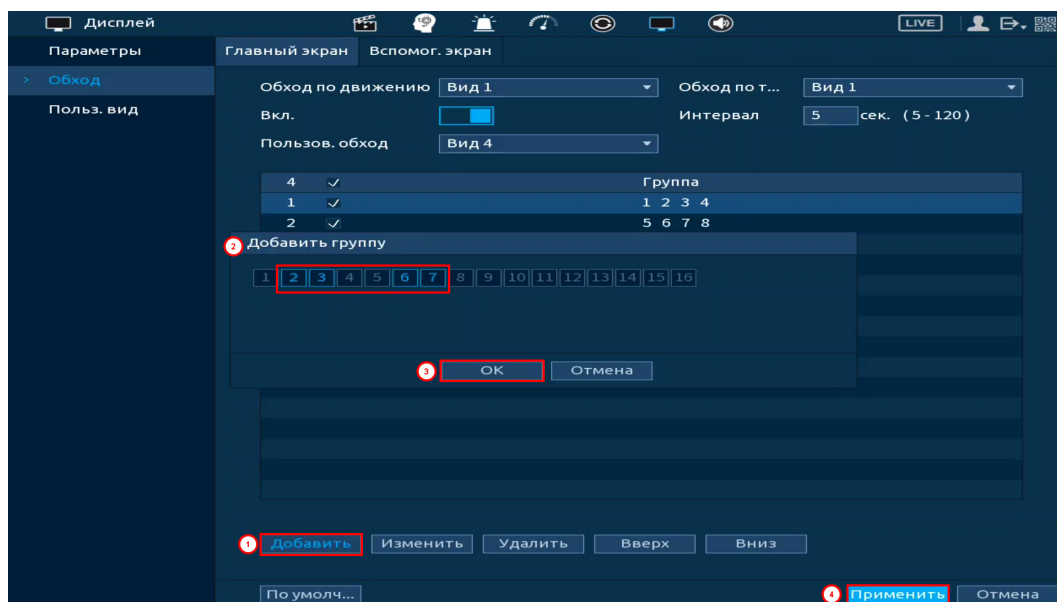 Дисплей LIVE
Параметры
Обход
Польз. вид
Главный экран Вспомог. экран
Обход по движению Вид 1 Обход по т... Вид 1
Вкл. Интервал 5 сек. (5-120)
Пользов. обход Вид 4
4 Группа
1 1 2 3 4
2 5 6 7 8
2 Добавить группу
1 2 3 4 5 6 7 8 9 10 11 12 13 14 15 16
3 OK Отмена
1 Добавить Изменить Удалить Вверх Вниз
По умолч... 4 Применить Отмена